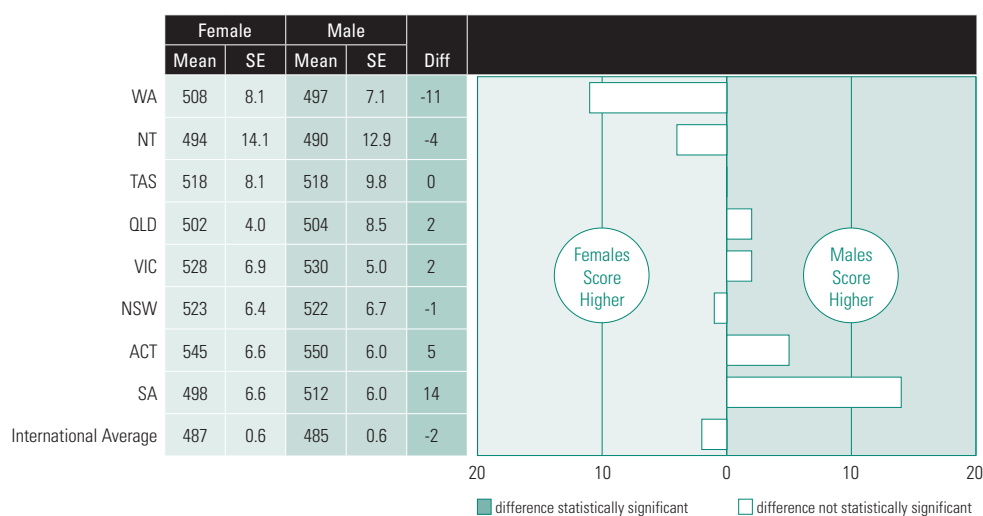 Female Male
Mean SE Mean SE Diff
WA 508 8.1 497 7.1 -11
NT 494 14.1 490 12.9 -4
TAS 518 8.1 518 9.8 0
QLD 502 4.0 504 8.5 2
VIC 528 6.9 530 5.0 2
NSW 523 6.4 522 6.7 -1
ACT 545 6.6 550 6.0 5
SA 498 6.6 512 6.0 14
International Average 487 0.6 485 0.6 -2
Females
Score
Higher
Males
Score
Higher
20 10 0 10 20
difference statistically significant difference not statistically significant